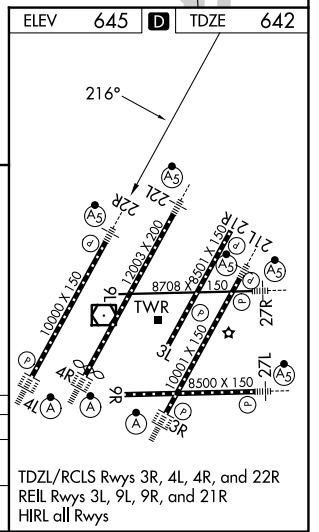 ELEV 645 D TDZE 642
216°
A5
22R
22L
A5
P
21R
21L
P
A5
A5
10000 X 150
12003 X 200
8501 X 150
9L
8708 X 150
P
27R
TWR
P
3L
10001 X 150
P
4R
4L
A
A
9R
8500 X 150
27L
A5
A
3R
P
P
TDZL/RCLS Rwys 3R, 4L, 4R, and 22R
REIL Rwys 3L, 9L, 9R, and 21R
HIRL all Rwys